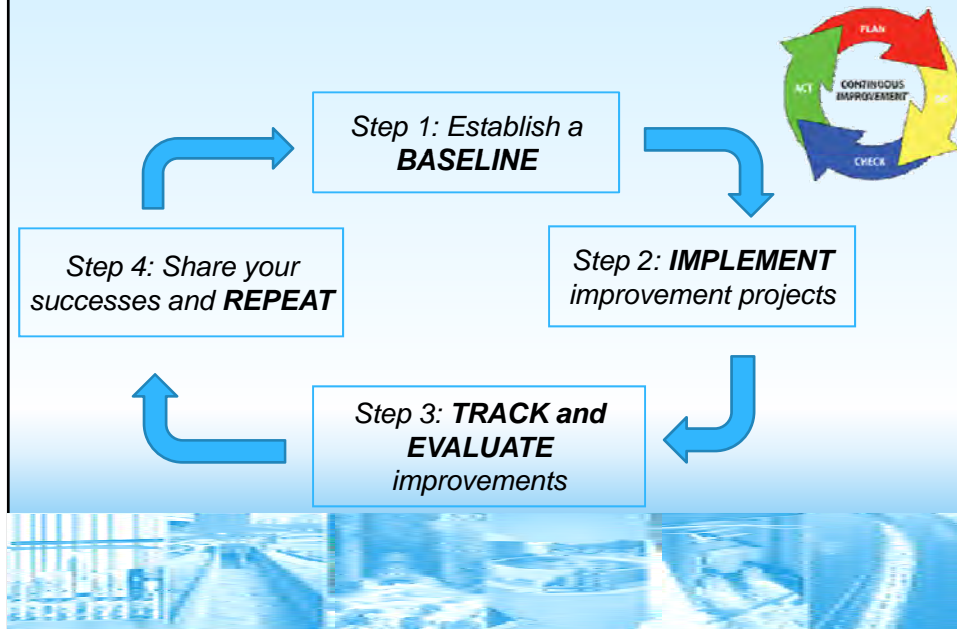 PLAN
ACT
CONTINUOUS
IMPROVEMENT
CHECK
Step 1: Establish a
BASELINE
Step 4: Share your
successes and REPEAT
Step 2: IMPLEMENT
improvement projects
Step 3: TRACK and
EVALUATE
improvements